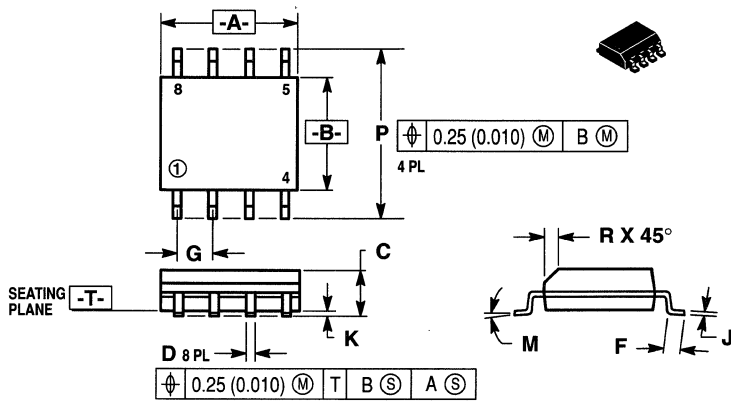 -A-
8 5
-B-
P
⌖ 0.25 (0.010) Ⓜ B Ⓜ
4 PL
① 4
G
C
R X 45°
SEATING
PLANE
-T-
K
M
F
J
D 8 PL
⌖ 0.25 (0.010) Ⓜ T B Ⓢ A Ⓢ